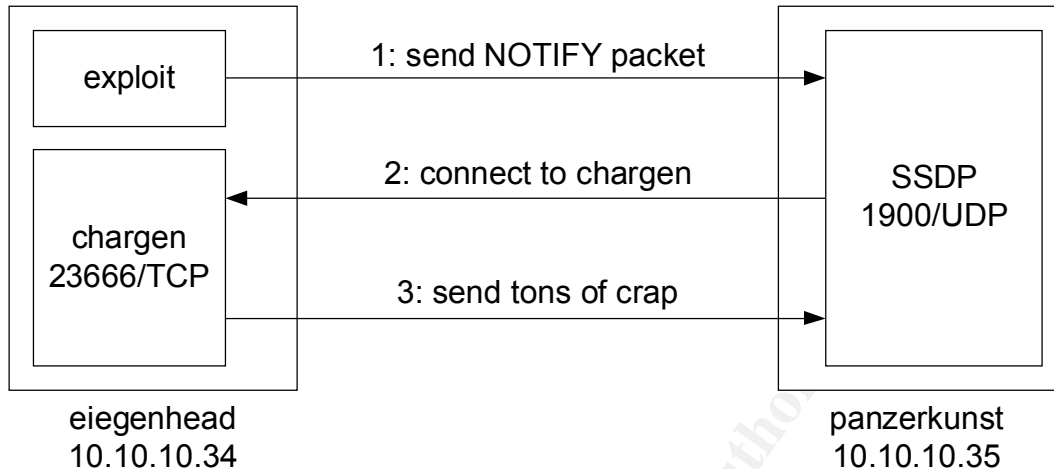 exploit
1: send NOTIFY packet
2: connect to chargen
chargen
23666/TCP
SSDP
1900/UDP
3: send tons of crap
eiegenhead
10.10.10.34
panzerkunst
10.10.10.35